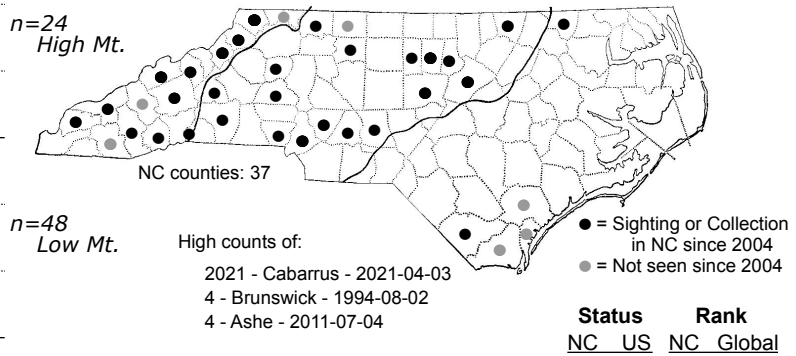 n=24
High Mt.
NC counties: 37
n=48
Low Mt.
High counts of:
2021 - Cabarrus - 2021-04-03
4 - Brunswick - 1994-08-02
4 - Ashe - 2011-07-04
= Sighting or Collection
in NC since 2004
= Not seen since 2004
Status Rank
NC US NC Global